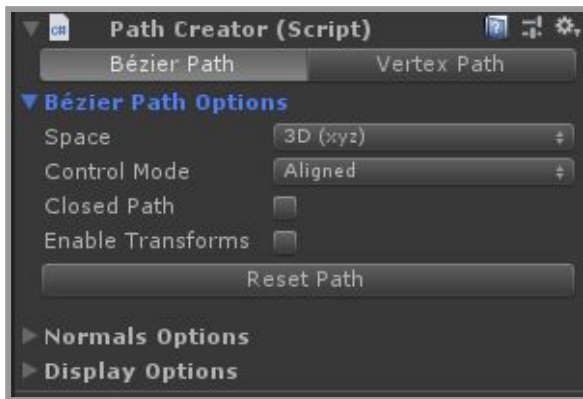 c#
Path Creator (Script)
Bézier Path
Vertex Path
Bézier Path Options
Space
3D (xyz)
Control Mode
Aligned
Closed Path
Enable Transforms
Reset Path
Normals Options
Display Options